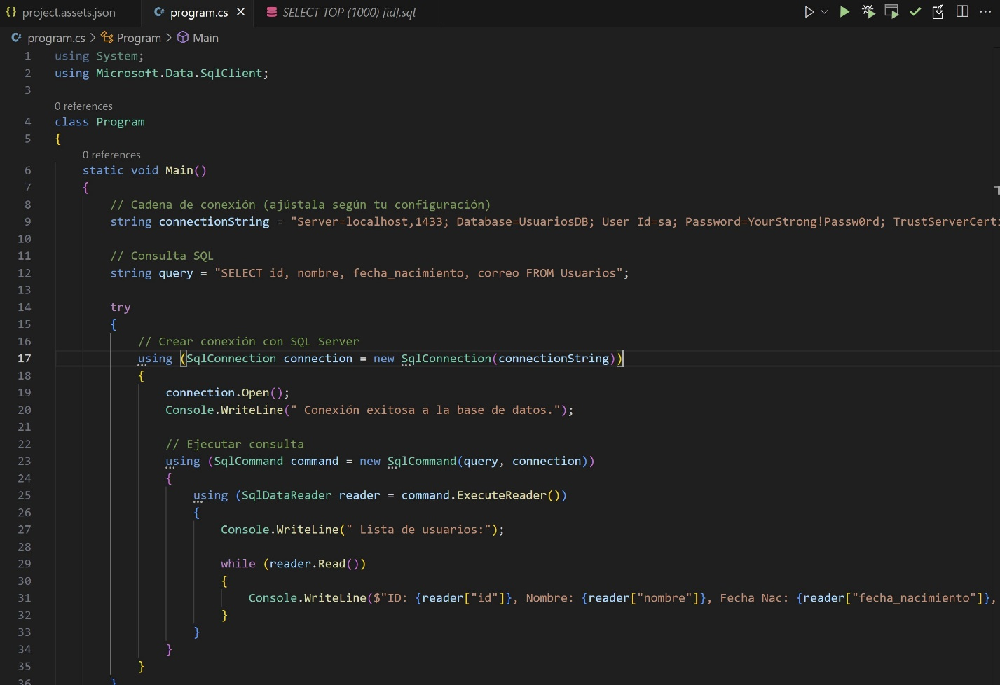 {} project.assets.json C# program.cs × SELECT TOP (1000) [id].sql
C# program.cs > Program > Main
1 using System;
2 using Microsoft.Data.SqlClient;
3
0 references
4 class Program
5 {
0 references
6 static void Main()
7 {
8 // Cadena de conexión (ajústala según tu configuración)
9 string connectionString = "Server=localhost,1433; Database=UsuariosDB; User Id=sa; Password=YourStrong!Passw0rd; TrustServerCert
10
11 // Consulta SQL
12 string query = "SELECT id, nombre, fecha_nacimiento, correo FROM Usuarios";
13
14 try
15 {
16 // Crear conexión con SQL Server
17 using (SqlConnection connection = new SqlConnection(connectionString))
18 {
19 connection.Open();
20 Console.WriteLine(" Conexión exitosa a la base de datos.");
21
22 // Ejecutar consulta
23 using (SqlCommand command = new SqlCommand(query, connection))
24 {
25 using (SqlDataReader reader = command.ExecuteReader())
26 {
27 Console.WriteLine(" Lista de usuarios:");
28
29 while (reader.Read())
30 {
31 Console.WriteLine($"ID: {reader["id"]}, Nombre: {reader["nombre"]}, Fecha Nac: {reader["fecha_nacimiento"]},
32 }
33 }
34 }
35 }
36 }